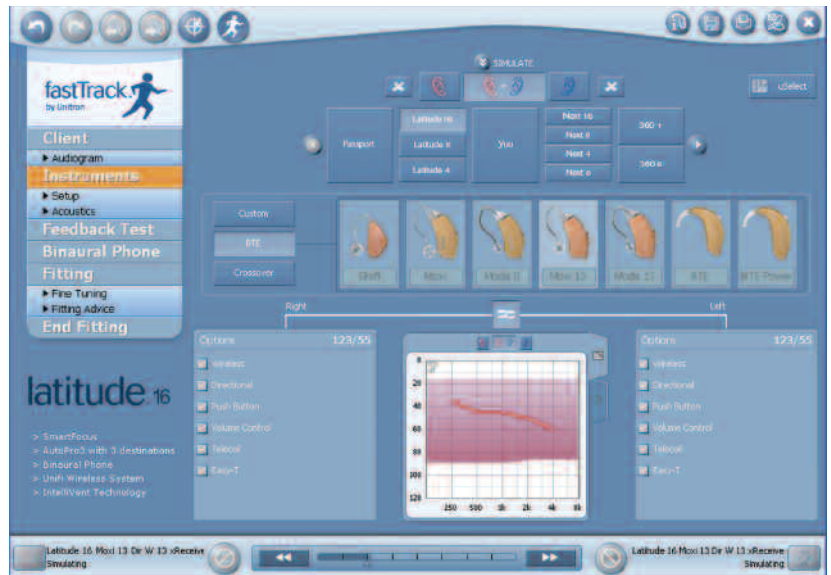 SIMULATE
fastTrack
by Unitron
uSelect
Client
Audiogram
Instruments
Setup
Acoustics
Feedback Test
Binaural Phone
Fitting
Fine Tuning
Fitting Advice
End Fitting
Passport
Latitude 16
Latitude 8
Latitude 4
Yuu
Next 16
Next 8
Next 4
360 +
Custom
BTE
Crossover
Shift
Moxi
Moda II
Moxi 13
BTE
BTE Power
Right
Left
Options 123/55
Wireless
Directional
Push Button
Volume Control
Telecoil
Easy-T
0
20
40
60
80
100
120
250 500 1k 2k 4k 8k
Options 123/55
Wireless
Directional
Push Button
Volume Control
Telecoil
Easy-T
latitude 16
> SmartFocus
> AutoPro3 with 3 destinations
> Binaural Phone
> Unifi Wireless System
> IntelliVent Technology
Latitude 16 Moxi 13 Dir W 13 xReceive
Simulating
Latitude 16 Moxi 13 Dir W 13 xReceive
Simulating